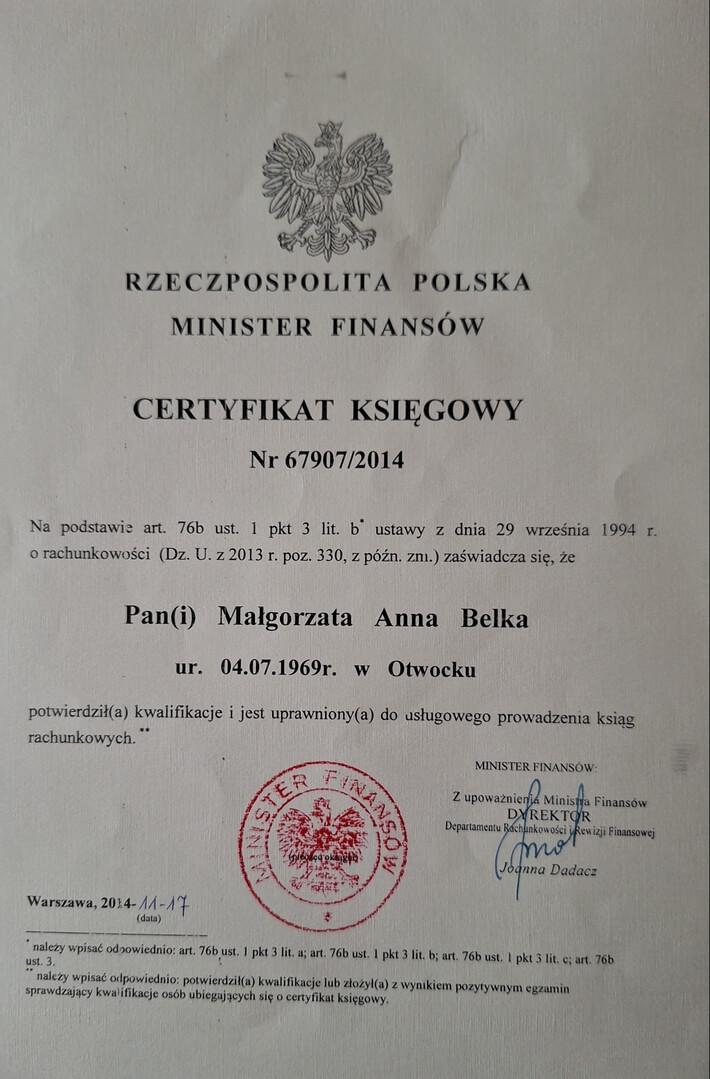 RZECZPOSPOLITA POLSKA
MINISTER FINANSÓW
CERTYFIKAT KSIĘGOWY
Nr 67907/2014
Na podstawie art. 76b ust. 1 pkt 3 lit. b* ustawy z dnia 29 września 1994 r.
o rachunkowości (Dz. U. z 2013 r. poz. 330, z późn. zm.) zaświadcza się, że
Pan(i) Małgorzata Anna Belka
ur. 04.07.1969r. w Otwocku
potwierdził(a) kwalifikacje i jest uprawniony(a) do usługowego prowadzenia ksiąg
rachunkowych.**
MINISTER FINANSÓW:
Z upoważnienia Ministra Finansów
DYREKTOR
Departamentu Rachunkowości i Rewizji Finansowej
Joanna Dadacz
MINISTER FINANSÓW
(pieczęć okrągła)
Warszawa, 2014-11-17
(data)
* należy wpisać odpowiednio: art. 76b ust. 1 pkt 3 lit. a; art. 76b ust. 1 pkt 3 lit. b; art. 76b ust. 1 pkt 3 lit. c; art. 76b
ust. 3.
** należy wpisać odpowiednio: potwierdził(a) kwalifikacje lub złożył(a) z wynikiem pozytywnym egzamin
sprawdzający kwalifikacje osób ubiegających się o certyfikat księgowy.